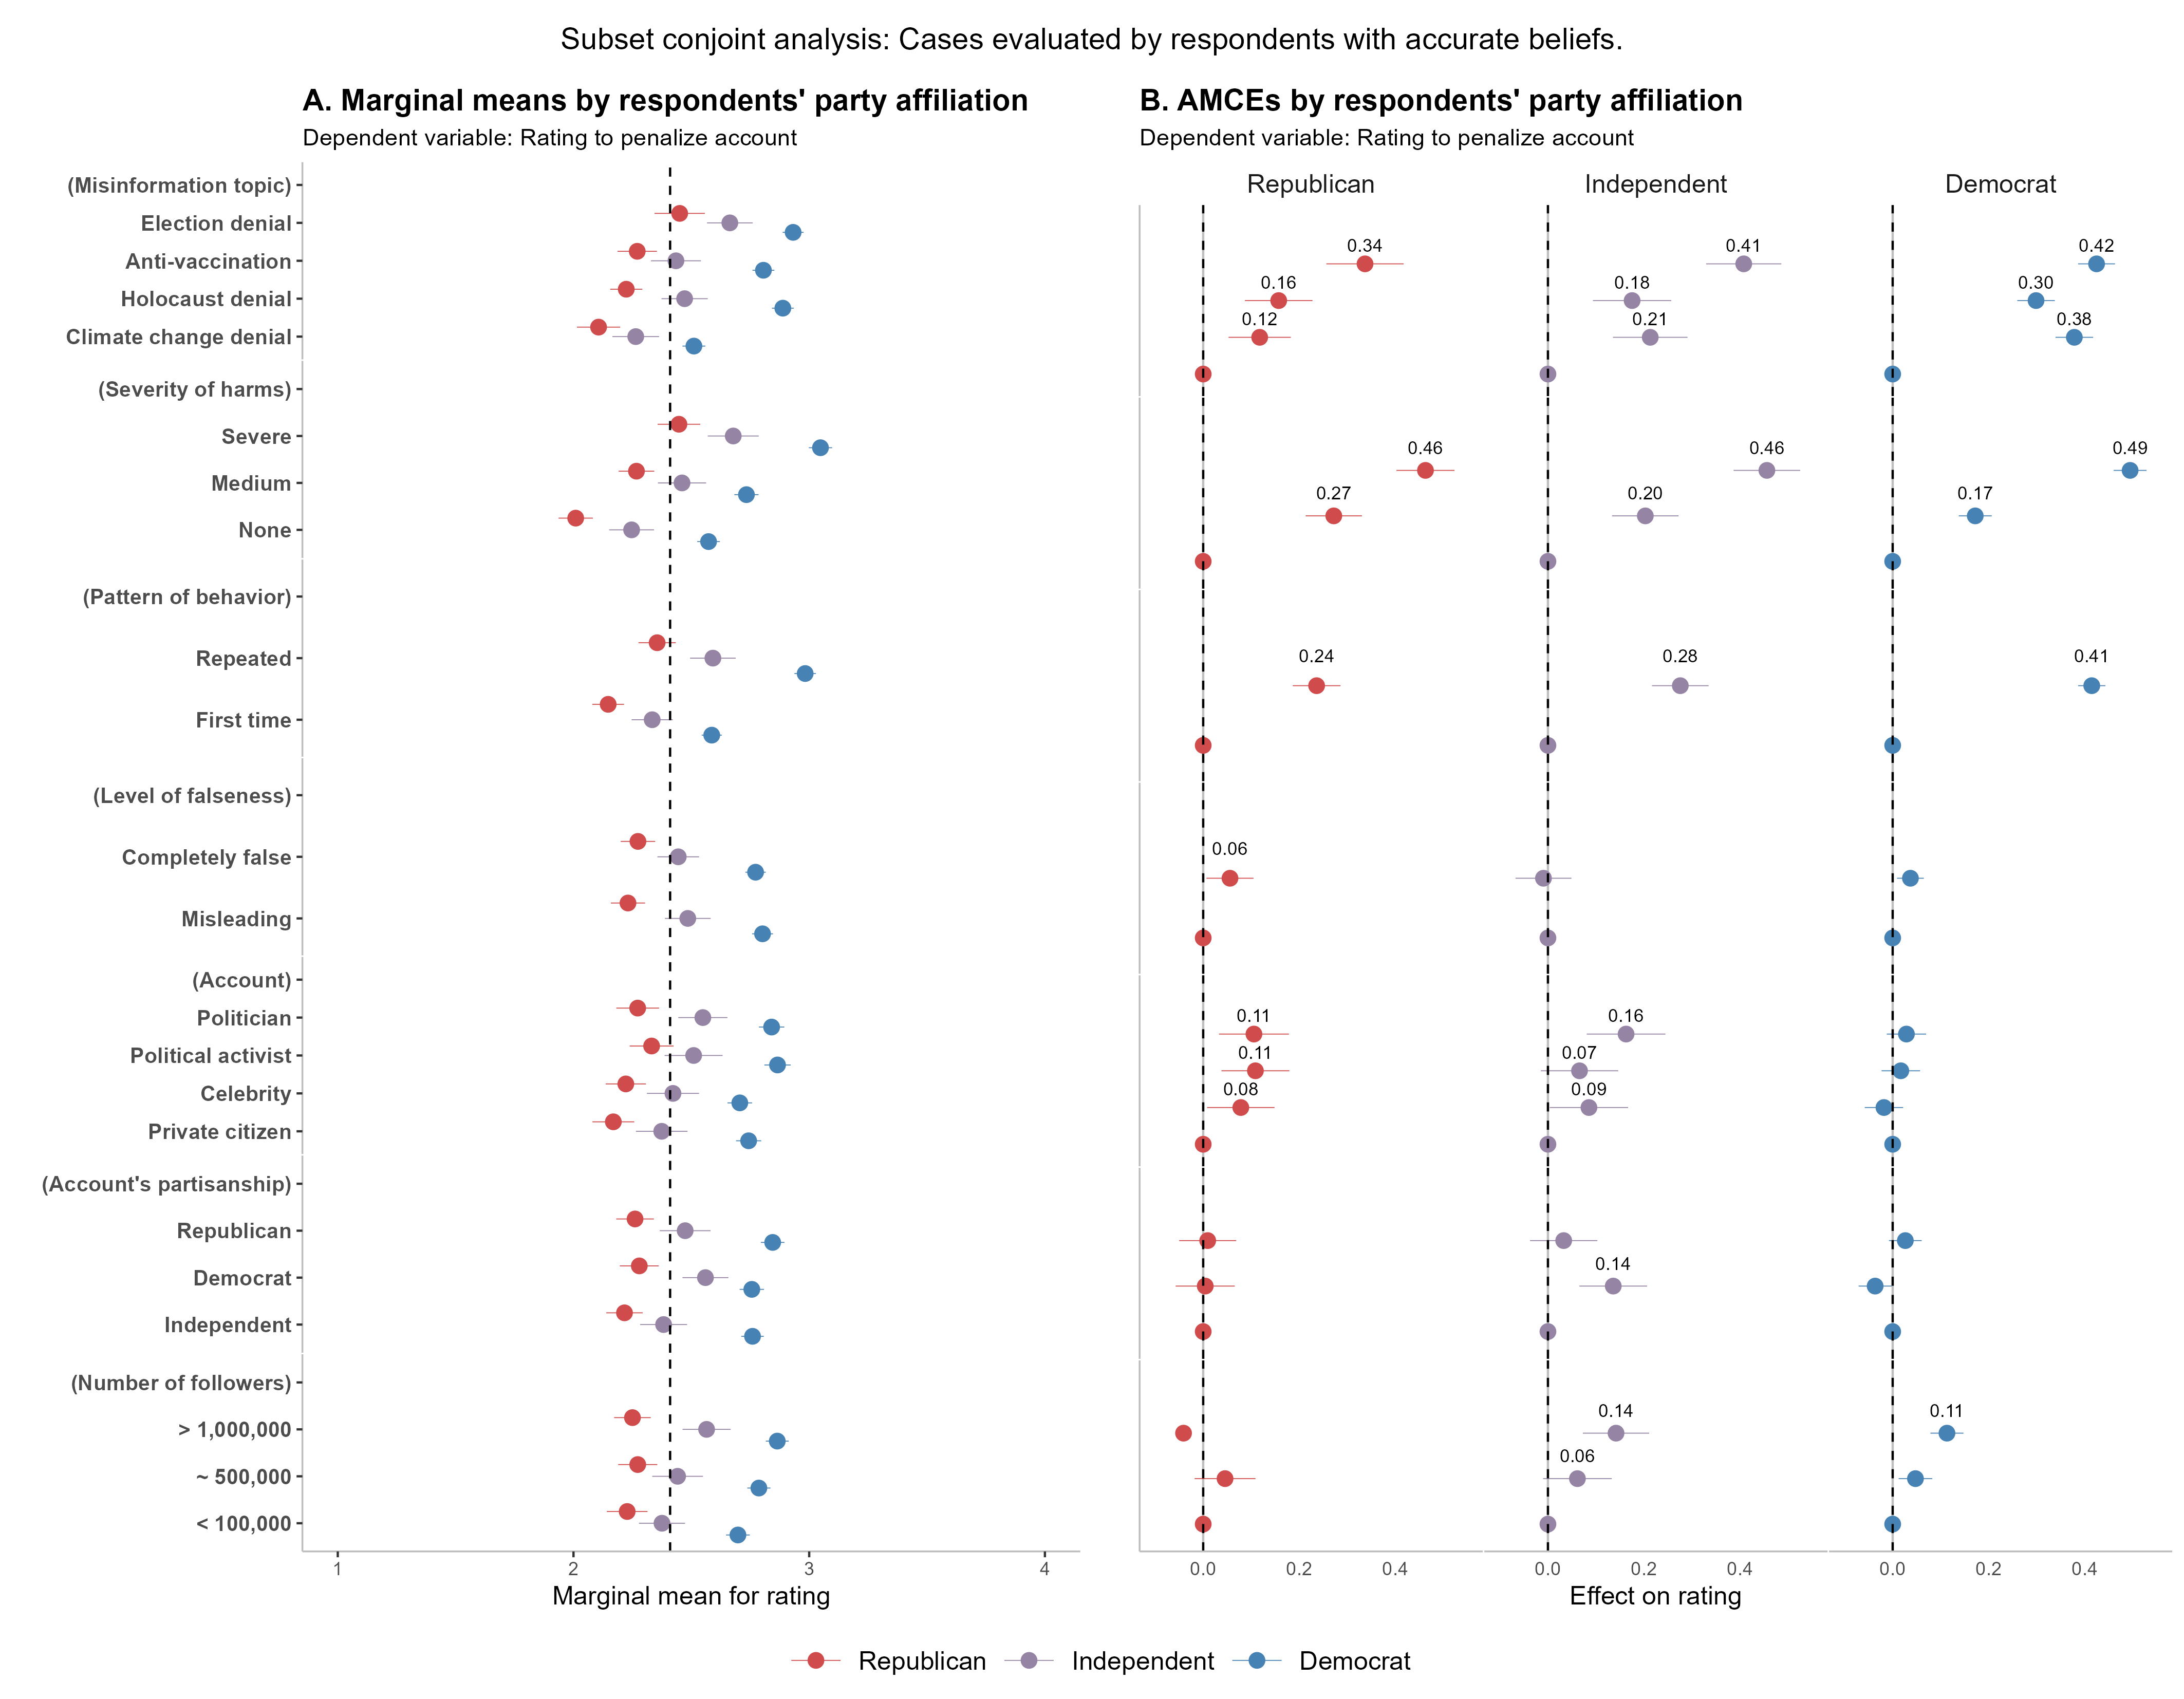 Subset conjoint analysis: Cases evaluated by respondents with accurate beliefs.
A. Marginal means by respondents' party affiliation
Dependent variable: Rating to penalize account
(Misinformation topic)
Election denial
Anti-vaccination
Holocaust denial
Climate change denial
(Severity of harms)
Severe
Medium
None
(Pattern of behavior)
Repeated
First time
(Level of falseness)
Completely false
Misleading
(Account)
Politician
Political activist
Celebrity
Private citizen
(Account's partisanship)
Republican
Democrat
Independent
(Number of followers)
> 1,000,000
~ 500,000
< 100,000
1 2 3 4
Marginal mean for rating
B. AMCEs by respondents' party affiliation
Dependent variable: Rating to penalize account
Republican Independent Democrat
0.34 0.41 0.42
0.16 0.18 0.30
0.12 0.21 0.38
0.46 0.46 0.49
0.27 0.20 0.17
0.24 0.28 0.41
0.06
0.11 0.16
0.11 0.07
0.08 0.09
0.14
0.14 0.11
0.06
0.0 0.2 0.4 0.0 0.2 0.4 0.0 0.2 0.4
Effect on rating
Republican Independent Democrat